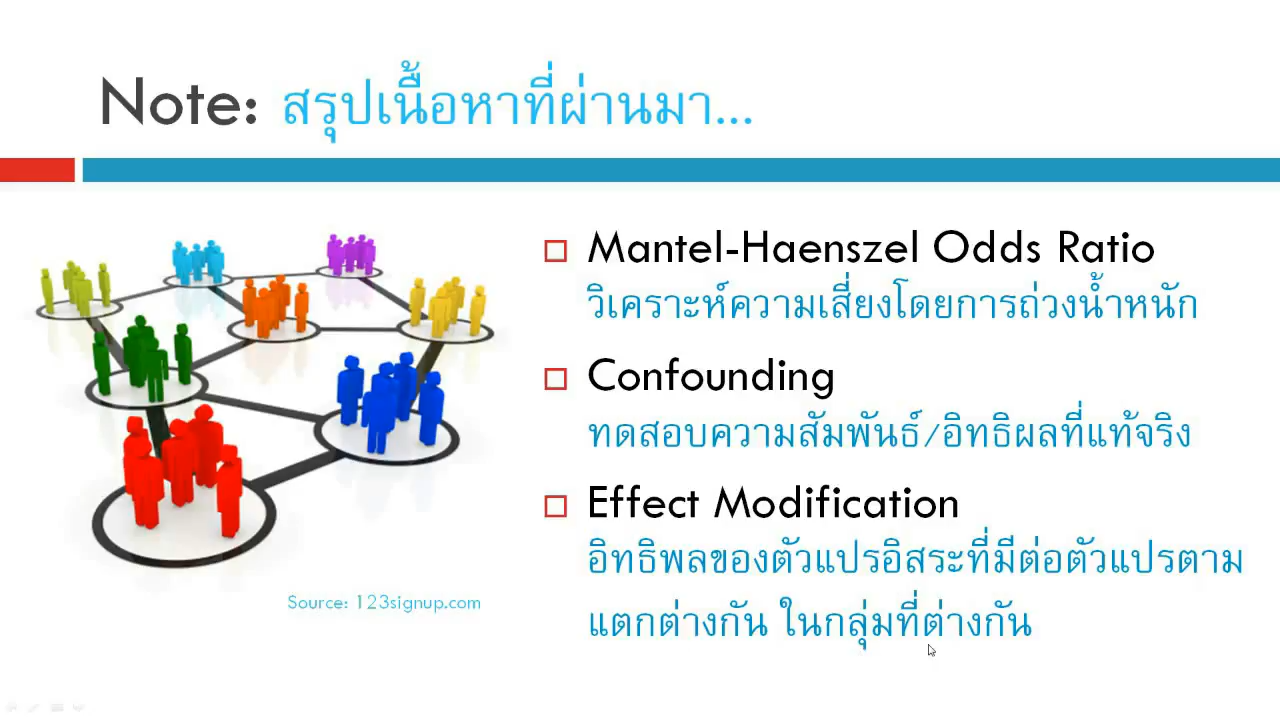 Note: สรุปเนื้อหาที่ผ่านมา...
Mantel-Haenszel Odds Ratio
วิเคราะห์ความเสี่ยงโดยการถ่วงน้ำหนัก
Confounding
ทดสอบความสัมพันธ์/อิทธิผลที่แท้จริง
Effect Modification
อิทธิพลของตัวแปรอิสระที่มีต่อตัวแปรตาม
แตกต่างกัน ในกลุ่มที่ต่างกัน
Source: 123signup.com